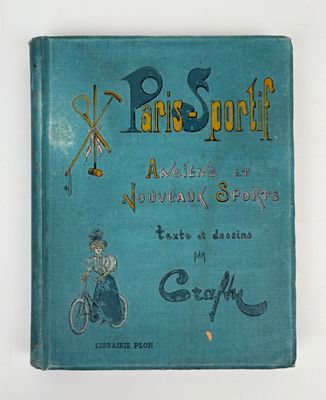 Paris-Sportif
ANCIENS ET
NOUVEAUX SPORTS
texte et dessins
PAR
Crafty
LIBRAIRIE PLON